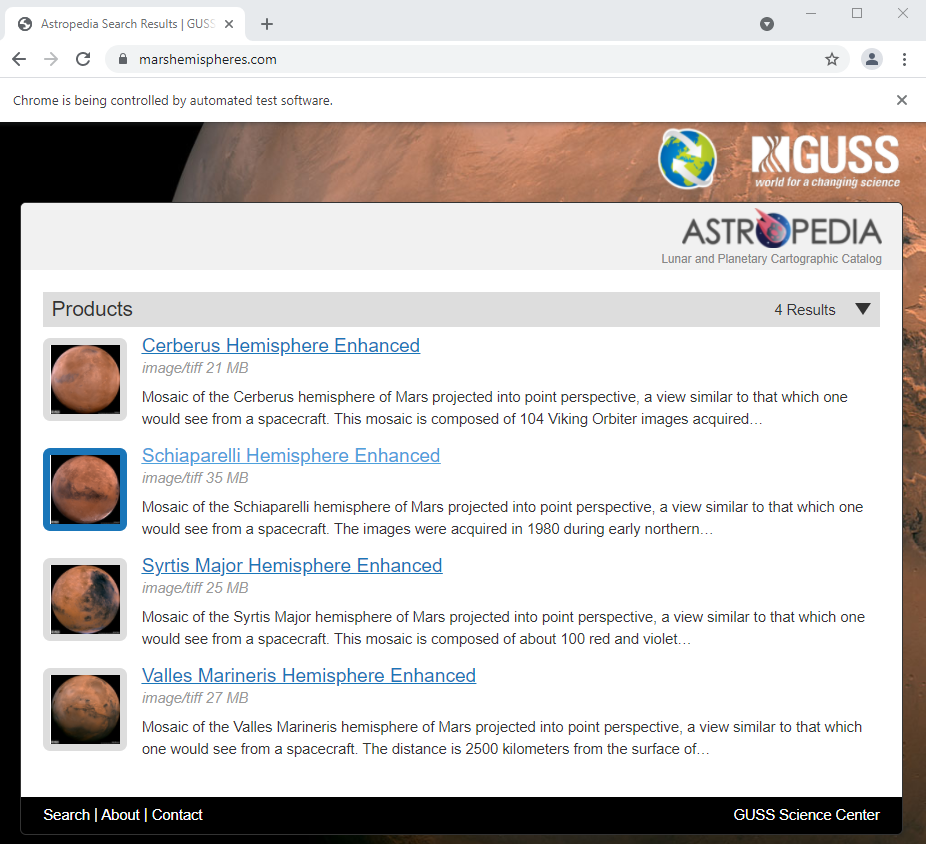 Astropedia Search Results | GUSS
marshemispheres.com
Chrome is being controlled by automated test software.
GUSS
world for a changing science
ASTROPEDIA
Lunar and Planetary Cartographic Catalog
Products
4 Results
Cerberus Hemisphere Enhanced
image/tiff 21 MB
Mosaic of the Cerberus hemisphere of Mars projected into point perspective, a view similar to that which one
would see from a spacecraft. This mosaic is composed of 104 Viking Orbiter images acquired…
Schiaparelli Hemisphere Enhanced
image/tiff 35 MB
Mosaic of the Schiaparelli hemisphere of Mars projected into point perspective, a view similar to that which one
would see from a spacecraft. The images were acquired in 1980 during early northern…
Syrtis Major Hemisphere Enhanced
image/tiff 25 MB
Mosaic of the Syrtis Major hemisphere of Mars projected into point perspective, a view similar to that which one
would see from a spacecraft. This mosaic is composed of about 100 red and violet…
Valles Marineris Hemisphere Enhanced
image/tiff 27 MB
Mosaic of the Valles Marineris hemisphere of Mars projected into point perspective, a view similar to that which
one would see from a spacecraft. The distance is 2500 kilometers from the surface of…
Search | About | Contact
GUSS Science Center